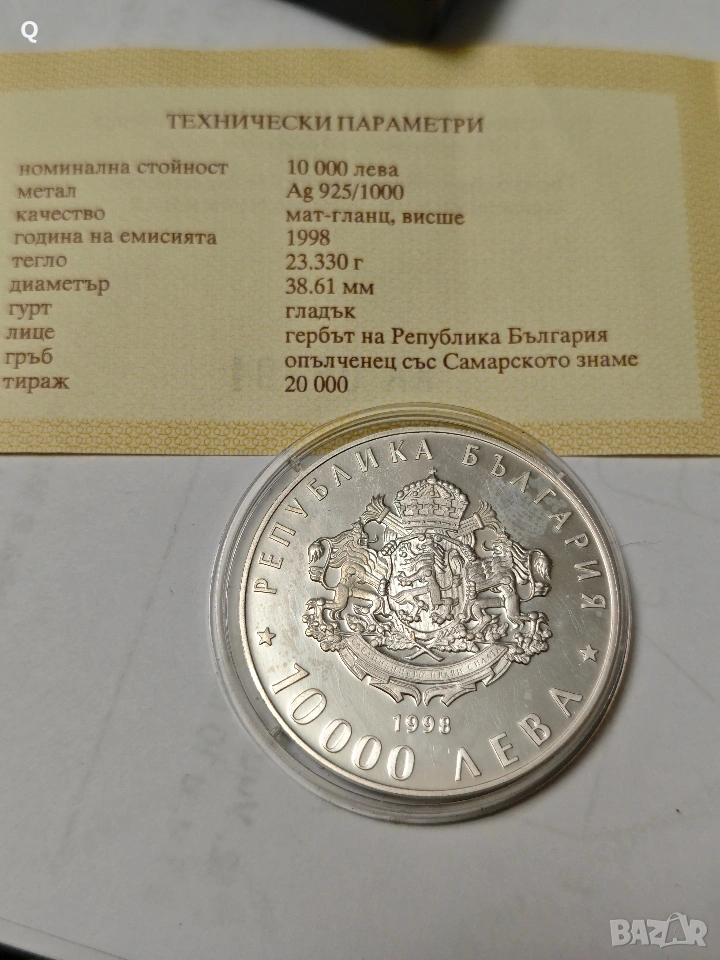 Q
ТЕХНИЧЕСКИ ПАРАМЕТРИ
номинална стойност 10 000 лева
метал Ag 925/1000
качество мат-гланц, висше
година на емисията 1998
тегло 23.330 г
диаметър 38.61 мм
гурт гладък
лице гербът на Република България
гръб опълченец със Самарското знаме
тираж 20 000
РЕПУБЛИКА БЪЛГАРИЯ
1998
10000 ЛЕВА
BAZAR